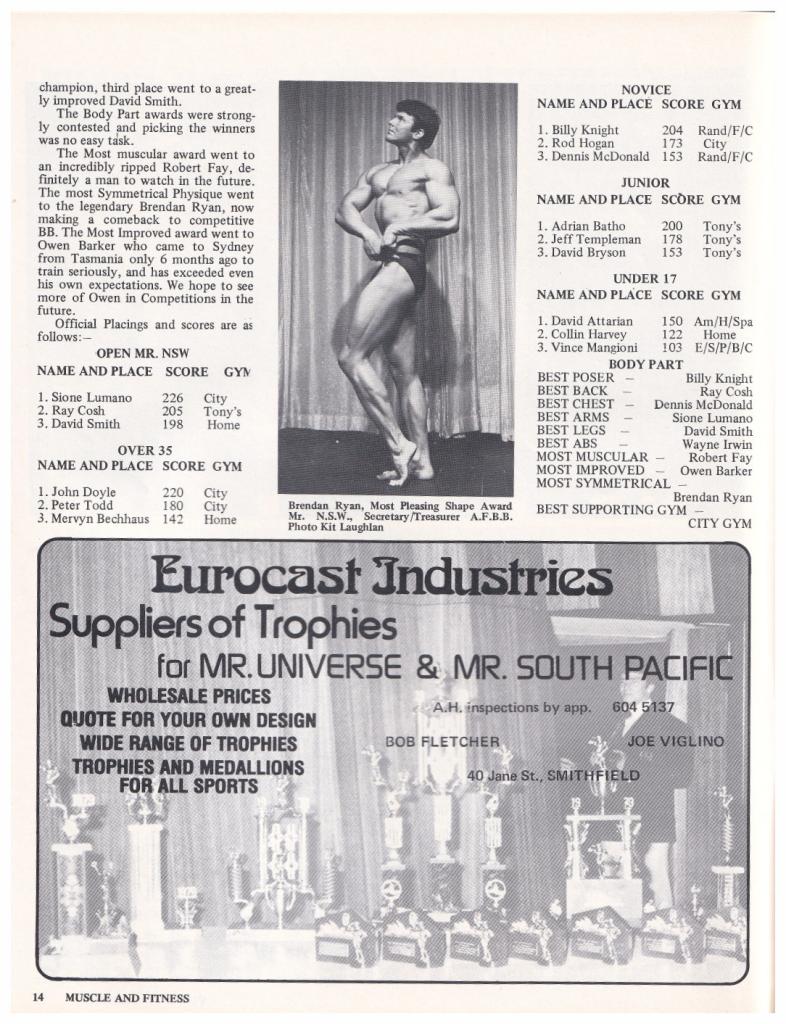 champion, third place went to a great-
ly improved David Smith.
The Body Part awards were strong-
ly contested and picking the winners
was no easy task.
The Most muscular award went to
an incredibly ripped Robert Fay, de-
finitely a man to watch in the future.
The most Symmetrical Physique went
to the legendary Brendan Ryan, now
making a comeback to competitive
BB. The Most Improved award went to
Owen Barker who came to Sydney
from Tasmania only 6 months ago to
train seriously, and has exceeded even
his own expectations. We hope to see
more of Owen in Competitions in the
future.
Official Placings and scores are as
follows:—
OPEN MR. NSW
NAME AND PLACE SCORE GYM
1. Sione Lumano 226 City
2. Ray Cosh 205 Tony's
3. David Smith 198 Home
OVER 35
NAME AND PLACE SCORE GYM
1. John Doyle 220 City
2. Peter Todd 180 City
3. Mervyn Bechhaus 142 Home
Brendan Ryan, Most Pleasing Shape Award
Mr. N.S.W., Secretary/Treasurer A.F.B.B.
Photo Kit Laughlan
NOVICE
NAME AND PLACE SCORE GYM
1. Billy Knight 204 Rand/F/C
2. Rod Hogan 173 City
3. Dennis McDonald 153 Rand/F/C
JUNIOR
NAME AND PLACE SCORE GYM
1. Adrian Batho 200 Tony's
2. Jeff Templeman 178 Tony's
3. David Bryson 153 Tony's
UNDER 17
NAME AND PLACE SCORE GYM
1. David Attarian 150 Am/H/Spa
2. Collin Harvey 122 Home
3. Vince Mangioni 103 E/S/P/B/C
BODY PART
BEST POSER — Billy Knight
BEST BACK — Ray Cosh
BEST CHEST — Dennis McDonald
BEST ARMS — Sione Lumano
BEST LEGS — David Smith
BEST ABS — Wayne Irwin
MOST MUSCULAR — Robert Fay
MOST IMPROVED — Owen Barker
MOST SYMMETRICAL —
Brendan Ryan
BEST SUPPORTING GYM —
CITY GYM
Eurocast Industries
Suppliers of Trophies
for MR. UNIVERSE & MR. SOUTH PACIFIC
WHOLESALE PRICES
QUOTE FOR YOUR OWN DESIGN
WIDE RANGE OF TROPHIES
TROPHIES AND MEDALLIONS
FOR ALL SPORTS
A.H. inspections by app. 604 5137
BOB FLETCHER JOE VIGLINO
40 Jane St., SMITHFIELD
14 MUSCLE AND FITNESS